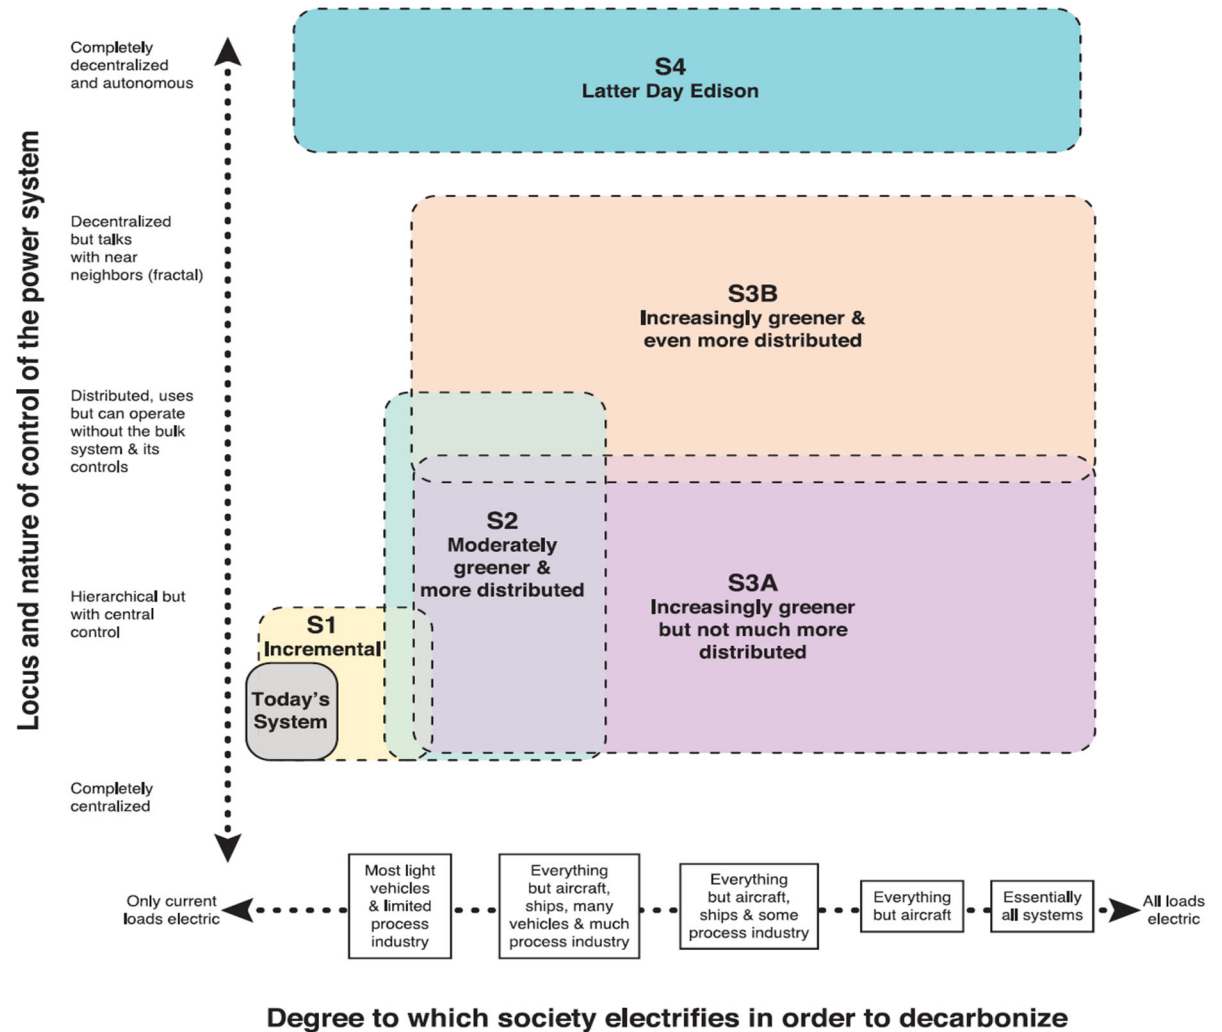 Locus and nature of control of the power system
Completely
decentralized
and autonomous
Decentralized
but talks
with near
neighbors (fractal)
Distributed, uses
but can operate
without the bulk
system & its
controls
Hierarchical but
with central
control
Completely
centralized
S4
Latter Day Edison
S3B
Increasingly greener &
even more distributed
S2
Moderately
greener &
more distributed
S3A
Increasingly greener
but not much more
distributed
S1
Incremental
Today's
System
Only current
loads electric
Most light
vehicles
& limited
process
industry
Everything
but aircraft,
ships, many
vehicles & much
process industry
Everything
but aircraft,
ships & some
process industry
Everything
but aircraft
Essentially
all systems
All loads
electric
Degree to which society electrifies in order to decarbonize